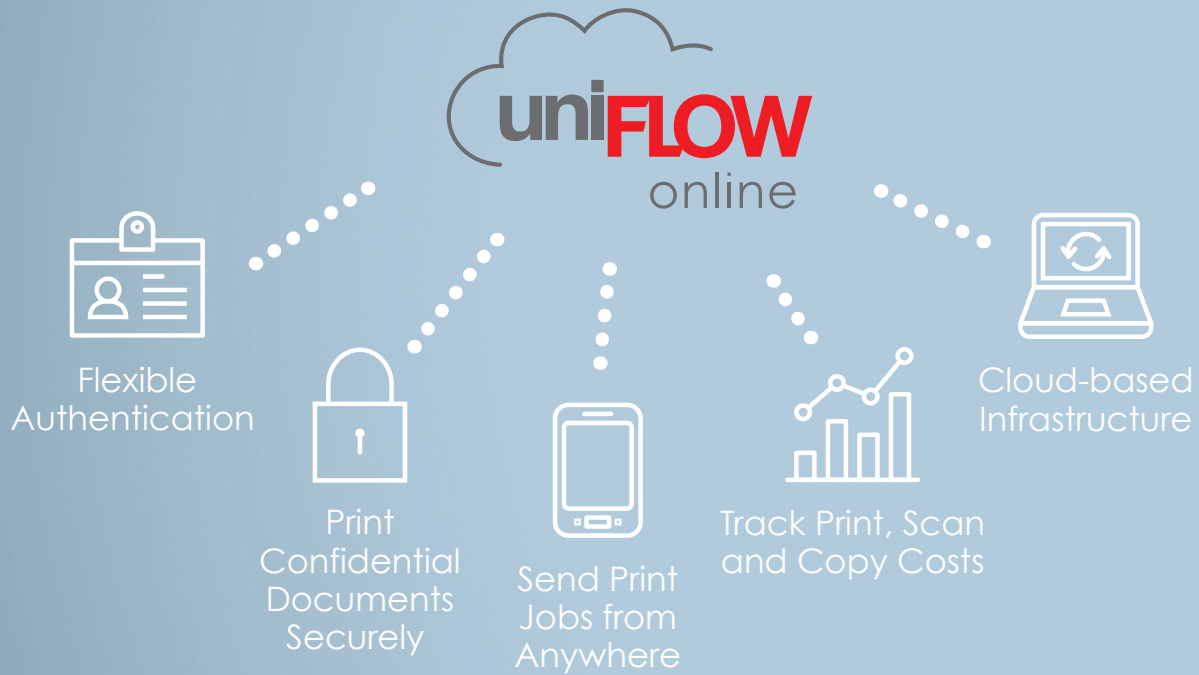 uniFLOW
online
Flexible
Authentication
Print
Confidential
Documents
Securely
Send Print
Jobs from
Anywhere
Track Print, Scan
and Copy Costs
Cloud-based
Infrastructure